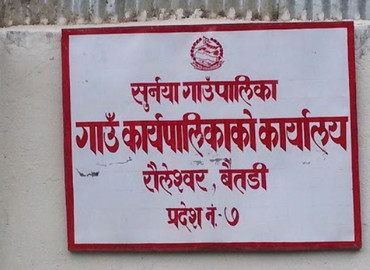 सुर्नया गाउँपालिका
गाउँ कार्यपालिकाको कार्यालय
रौलेश्वर, बैतडी
प्रदेश नं. ७